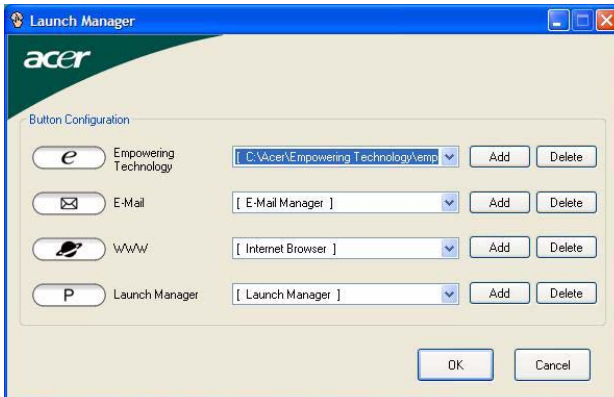 Launch Manager
acer
Button Configuration
e Empowering Technology [ C:\Acer\Empowering Technology\emp Add Delete
E-Mail [ E-Mail Manager ] Add Delete
WWW [ Internet Browser ] Add Delete
P Launch Manager [ Launch Manager ] Add Delete
OK Cancel